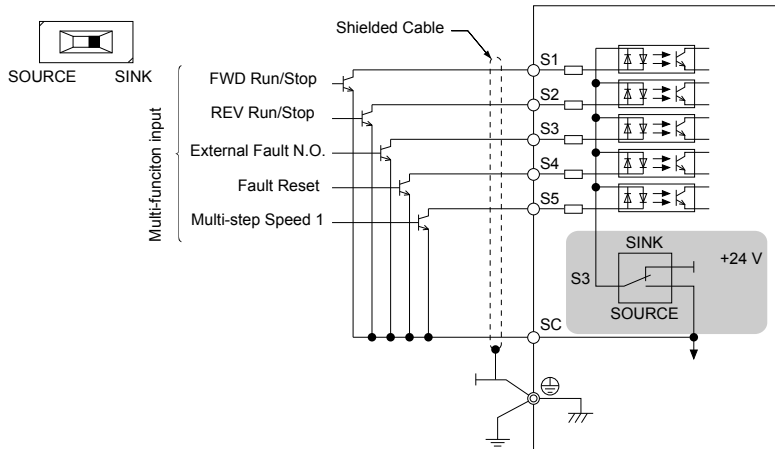 SOURCE SINK
Shielded Cable
Multi-funciton input
FWD Run/Stop
REV Run/Stop
External Fault N.O.
Fault Reset
Multi-step Speed 1
S1
S2
S3
S4
S5
SINK
+24 V
S3
SOURCE
SC